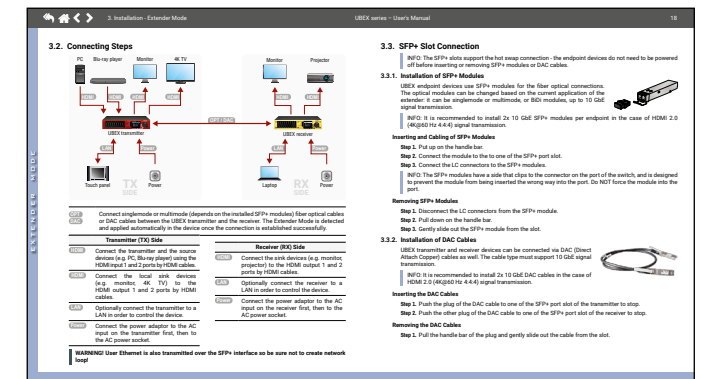 3. Installation - Extender Mode
UBEX series – User's Manual
18
EXTENDER MODE
3.2. Connecting Steps
PC
Blu-ray player
Monitor
4K TV
Monitor
Projector
HDMI
HDMI
HDMI
HDMI
HDMI
HDMI
OPT / DAC
UBEX transmitter
UBEX receiver
LAN
Power
LAN
Power
Touch panel
TX
SIDE
Power
Laptop
RX
SIDE
Power
OPT
DAC
Connect singlemode or multimode (depends on the installed SFP+ modules) fiber optical cables
or DAC cables between the UBEX transmitter and the receiver. The Extender Mode is detected
and applied automatically in the device once the connection is established successfully.
Transmitter (TX) Side
HDMI
Connect the transmitter and the source
devices (e.g. PC, Blu-ray player) using the
HDMI input 1 and 2 ports by HDMI cables.
HDMI
Connect the local sink devices
(e.g. monitor, 4K TV) to the
HDMI output 1 and 2 ports by HDMI
cables.
LAN
Optionally connect the transmitter to a
LAN in order to control the device.
Power
Connect the power adaptor to the AC
input on the transmitter first, then to
the AC power socket.
Receiver (RX) Side
HDMI
Connect the sink devices (e.g. monitor,
projector) to the HDMI output 1 and 2
ports by HDMI cables.
LAN
Optionally connect the receiver to a
LAN in order to control the device.
Power
Connect the power adaptor to the AC
input on the receiver first, then to the
AC power socket.
WARNING! User Ethernet is also transmitted over the SFP+ interface so be sure not to create network
loop!
3.3. SFP+ Slot Connection
INFO: The SFP+ slots support the hot swap connection - the endpoint devices do not need to be powered
off before inserting or removing SFP+ modules or DAC cables.
3.3.1. Installation of SFP+ Modules
UBEX endpoint devices use SFP+ modules for the fiber optical connections.
The optical modules can be changed based on the current application of the
extender: it can be singlemode or multimode, or BiDi modules, up to 10 GbE
signal transmission.
INFO: It is recommended to install 2x 10 GbE SFP+ modules per endpoint in the case of HDMI 2.0
(4K@60 Hz 4:4:4) signal transmission.
Inserting and Cabling of SFP+ Modules
Step 1. Put up on the handle bar.
Step 2. Connect the module to the to one of the SFP+ port slot.
Step 3. Connect the LC connectors to the SFP+ modules.
INFO: The SFP+ modules have a side that clips to the connector on the port of the switch, and is designed
to prevent the module from being inserted the wrong way into the port. Do NOT force the module into the
port.
Removing SFP+ Modules
Step 1. Disconnect the LC connectors from the SFP+ module.
Step 2. Pull down on the handle bar.
Step 3. Gently slide out the SFP+ module from the slot.
3.3.2. Installation of DAC Cables
UBEX transmitter and receiver devices can be connected via DAC (Direct
Attach Copper) cables as well. The cable type must support 10 GbE signal
transmission.
INFO: It is recommended to install 2x 10 GbE DAC cables in the case of
HDMI 2.0 (4K@60 Hz 4:4:4) signal transmission.
Inserting the DAC Cables
Step 1. Push the plug of the DAC cable to one of the SFP+ port slot of the transmitter to stop.
Step 2. Push the other plug of the DAC cable to one of the SFP+ port slot of the receiver to stop.
Removing the DAC Cables
Step 1. Pull the handle bar of the plug and gently slide out the cable from the slot.